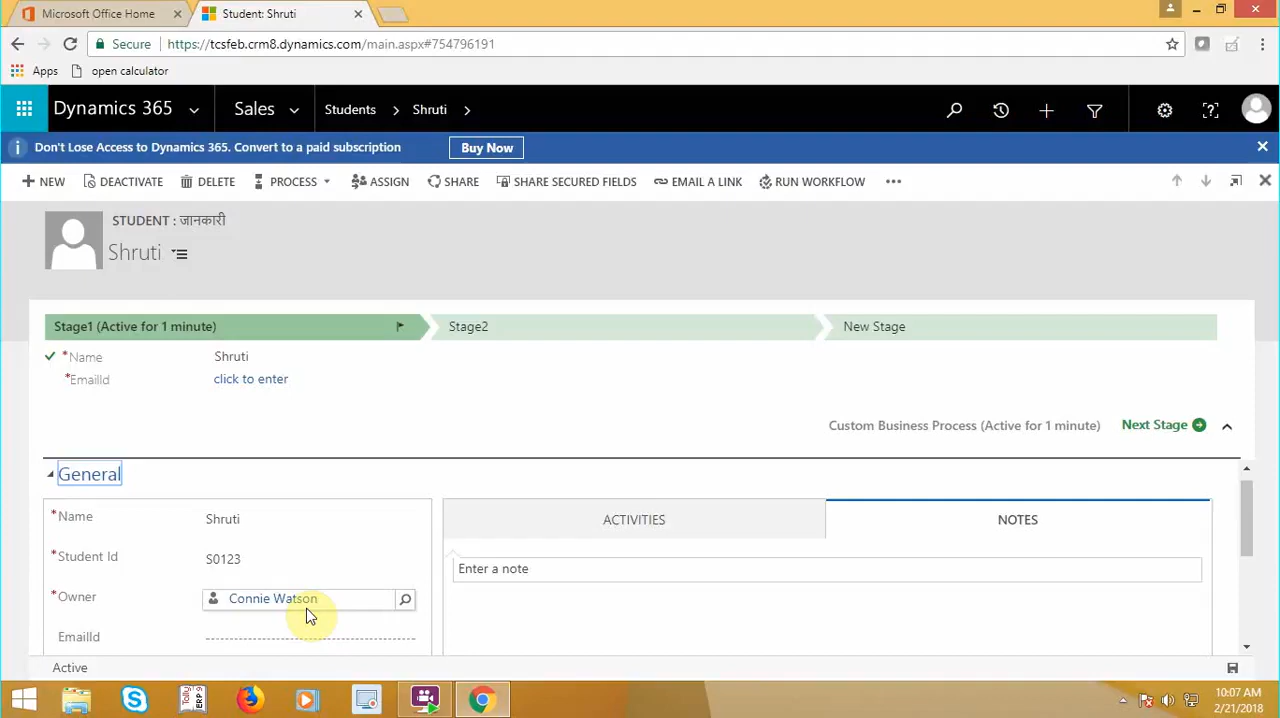 Microsoft Office Home
Student: Shruti
Secure
https://tcsfeb.crm8.dynamics.com/main.aspx#754796191
Apps
open calculator
Dynamics 365
Sales
Students
Shruti
Don't Lose Access to Dynamics 365. Convert to a paid subscription
Buy Now
NEW
DEACTIVATE
DELETE
PROCESS
ASSIGN
SHARE
SHARE SECURED FIELDS
EMAIL A LINK
RUN WORKFLOW
STUDENT : जानकारी
Shruti
Stage1 (Active for 1 minute)
Stage2
New Stage
*Name
Shruti
*EmailId
click to enter
Custom Business Process (Active for 1 minute)
Next Stage
General
*Name
Shruti
*Student Id
S0123
*Owner
Connie Watson
EmailId
ACTIVITIES
NOTES
Enter a note
Active
10:07 AM
2/21/2018